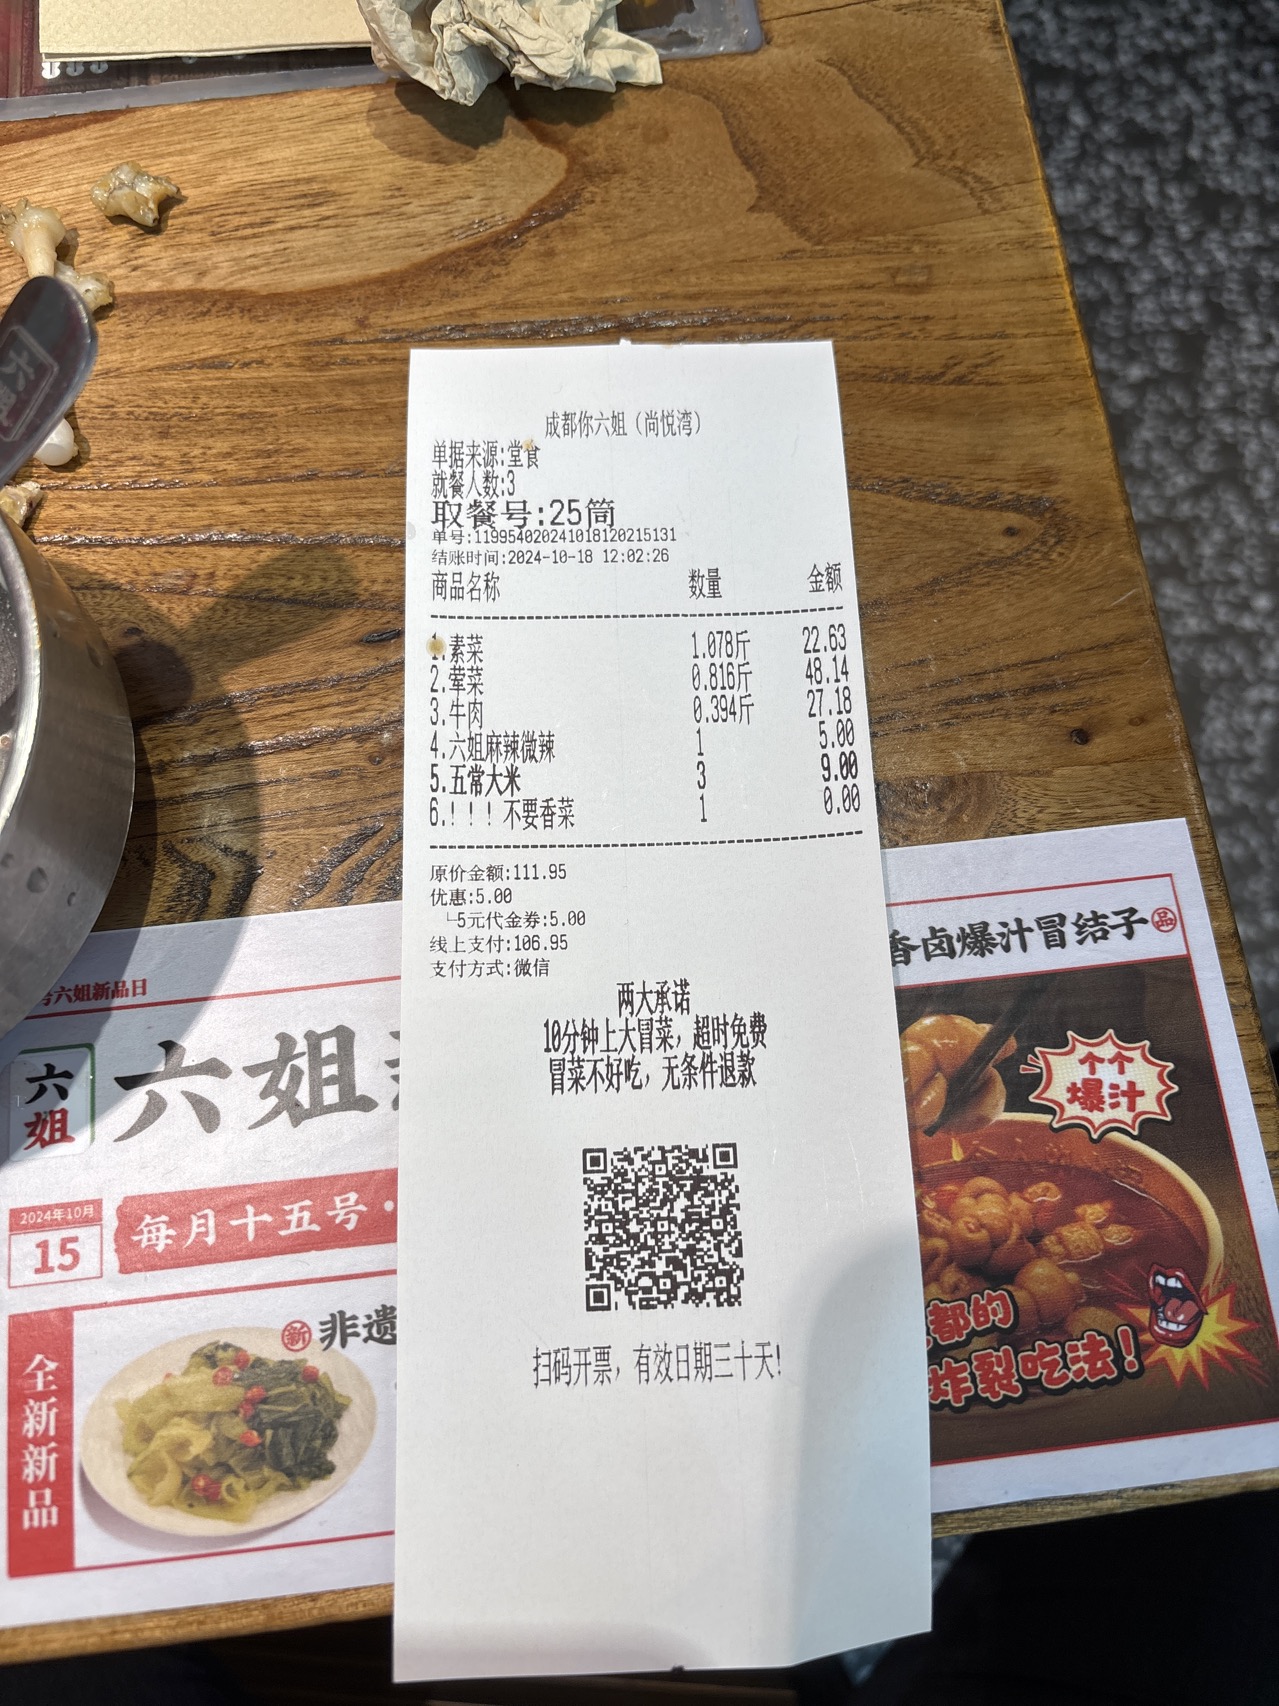 成都你六姐（尚悦湾）
单据来源:堂食
就餐人数:3
取餐号:25筒
单号:119954020241018120215131
结账时间:2024-10-18 12:02:26
商品名称 数量 金额
1.素菜 1.078斤 22.63
2.荤菜 0.816斤 48.14
3.牛肉 0.394斤 27.18
4.六姐麻辣微辣 1 5.00
5.五常大米 3 9.00
6.！！！不要香菜 1 0.00
原价金额:111.95
优惠:5.00
└5元代金券:5.00
线上支付:106.95
支付方式:微信
两大承诺
10分钟上大冒菜，超时免费
冒菜不好吃，无条件退款
扫码开票，有效日期三十天！
号六姐新品日
六姐
六姐
2024年10月
15
每月十五号·
全新新品
新 非遗
香卤爆汁冒结子 品
个个
爆汁
都的
炸裂吃法！